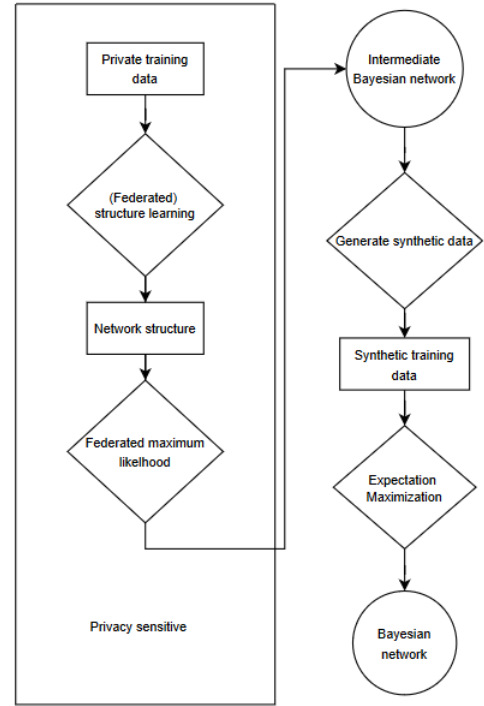 Private training
data
(Federated)
structure learning
Network structure
Federated maximum
likelhood
Privacy sensitive
Intermediate
Bayesian network
Generate synthetic data
Synthetic training
data
Expectation
Maximization
Bayesian
network